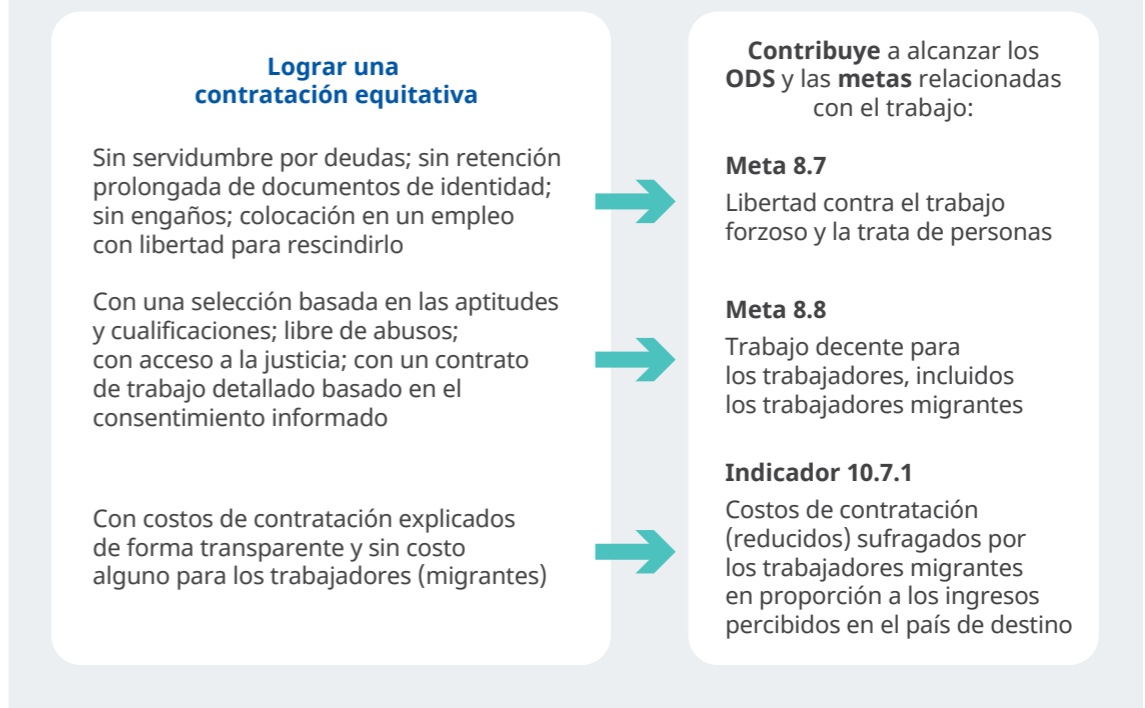 Lograr una
contratación equitativa
Sin servidumbre por deudas; sin retención
prolongada de documentos de identidad;
sin engaños; colocación en un empleo
con libertad para rescindirlo
Con una selección basada en las aptitudes
y cualificaciones; libre de abusos;
con acceso a la justicia; con un contrato
de trabajo detallado basado en el
consentimiento informado
Con costos de contratación explicados
de forma transparente y sin costo
alguno para los trabajadores (migrantes)
Contribuye a alcanzar los
ODS y las metas relacionadas
con el trabajo:
Meta 8.7
Libertad contra el trabajo
forzoso y la trata de personas
Meta 8.8
Trabajo decente para
los trabajadores, incluidos
los trabajadores migrantes
Indicador 10.7.1
Costos de contratación
(reducidos) sufragados por
los trabajadores migrantes
en proporción a los ingresos
percibidos en el país de destino